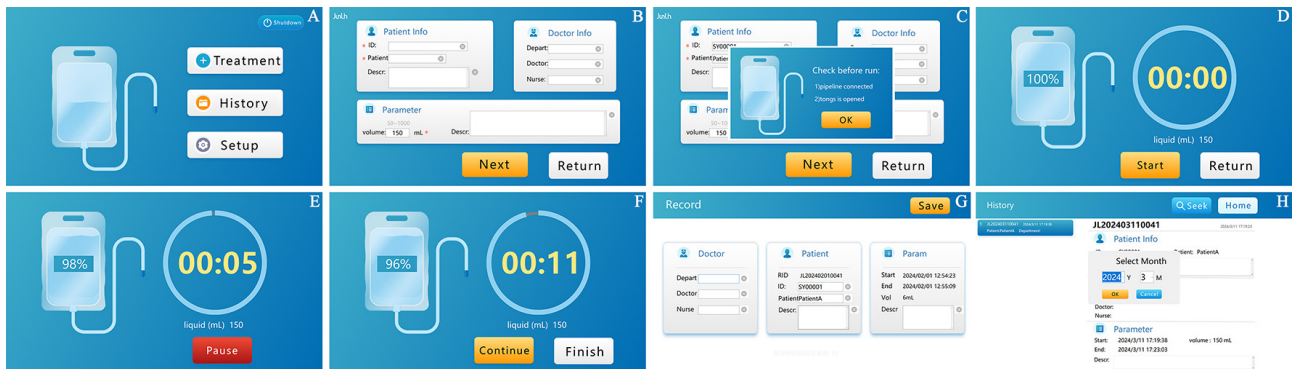 A
Shutdown
Treatment
History
Setup
B
Patient Info
ID:
Patient
Descr:
Doctor Info
Depart:
Doctor:
Nurse:
Parameter
50~1000
volume: 150 mL
Descr:
Next
Return
C
Patient Info
ID: SY00001
Patient
Descr:
Doctor Info
Param
volume: 150
Check before run:
1)pipeline connected
2)tongs is opened
OK
Next
Return
D
100%
00:00
liquid (mL) 150
Start
Return
E
98%
00:05
liquid (mL) 150
Pause
F
96%
00:11
liquid (mL) 150
Continue
Finish
G
Record
Save
Doctor
Depart
Doctor
Nurse
Patient
RID JL202402010041
ID: SY00001
PatientPatientA
Descr:
Param
Start 2024/02/01 12:54:23
End 2024/02/01 12:55:09
Vol 6mL
Descr
H
History
Seek
Home
JL202403110041
Patient Info
Patient: PatientA
Select Month
2024 Y 3 M
OK
Cancel
Doctor:
Nurse:
Parameter
Start: 2024/3/11 17:19:38 volume : 150 mL
End: 2024/3/11 17:23:03
Descr: